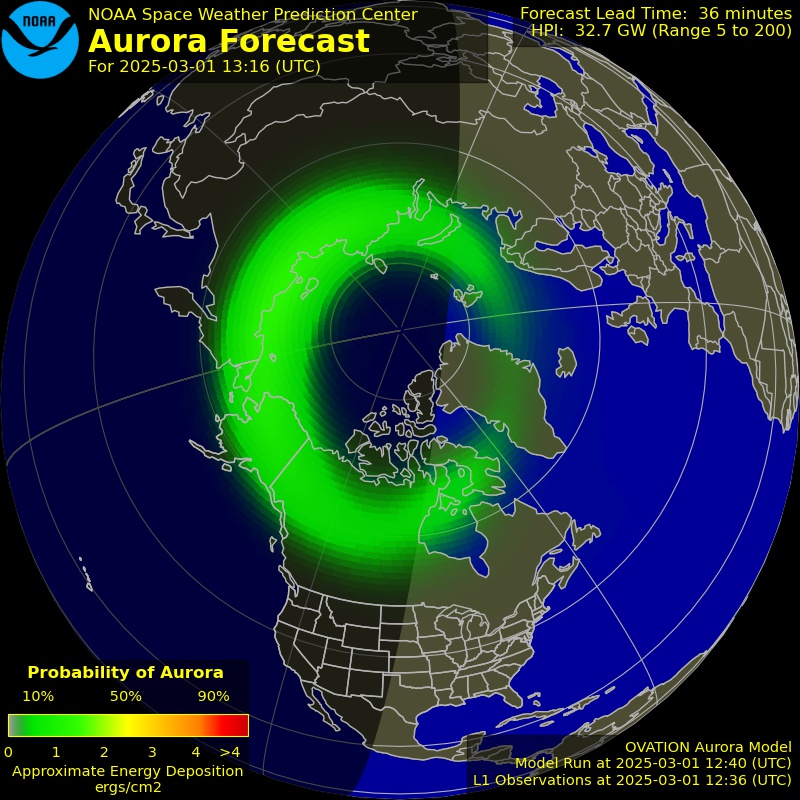 NOAA
NOAA Space Weather Prediction Center
Aurora Forecast
For 2025-03-01 13:16 (UTC)
Forecast Lead Time: 36 minutes
HPI: 32.7 GW (Range 5 to 200)
Probability of Aurora
10% 50% 90%
0 1 2 3 4 >4
Approximate Energy Deposition
ergs/cm2
OVATION Aurora Model
Model Run at 2025-03-01 12:40 (UTC)
L1 Observations at 2025-03-01 12:36 (UTC)